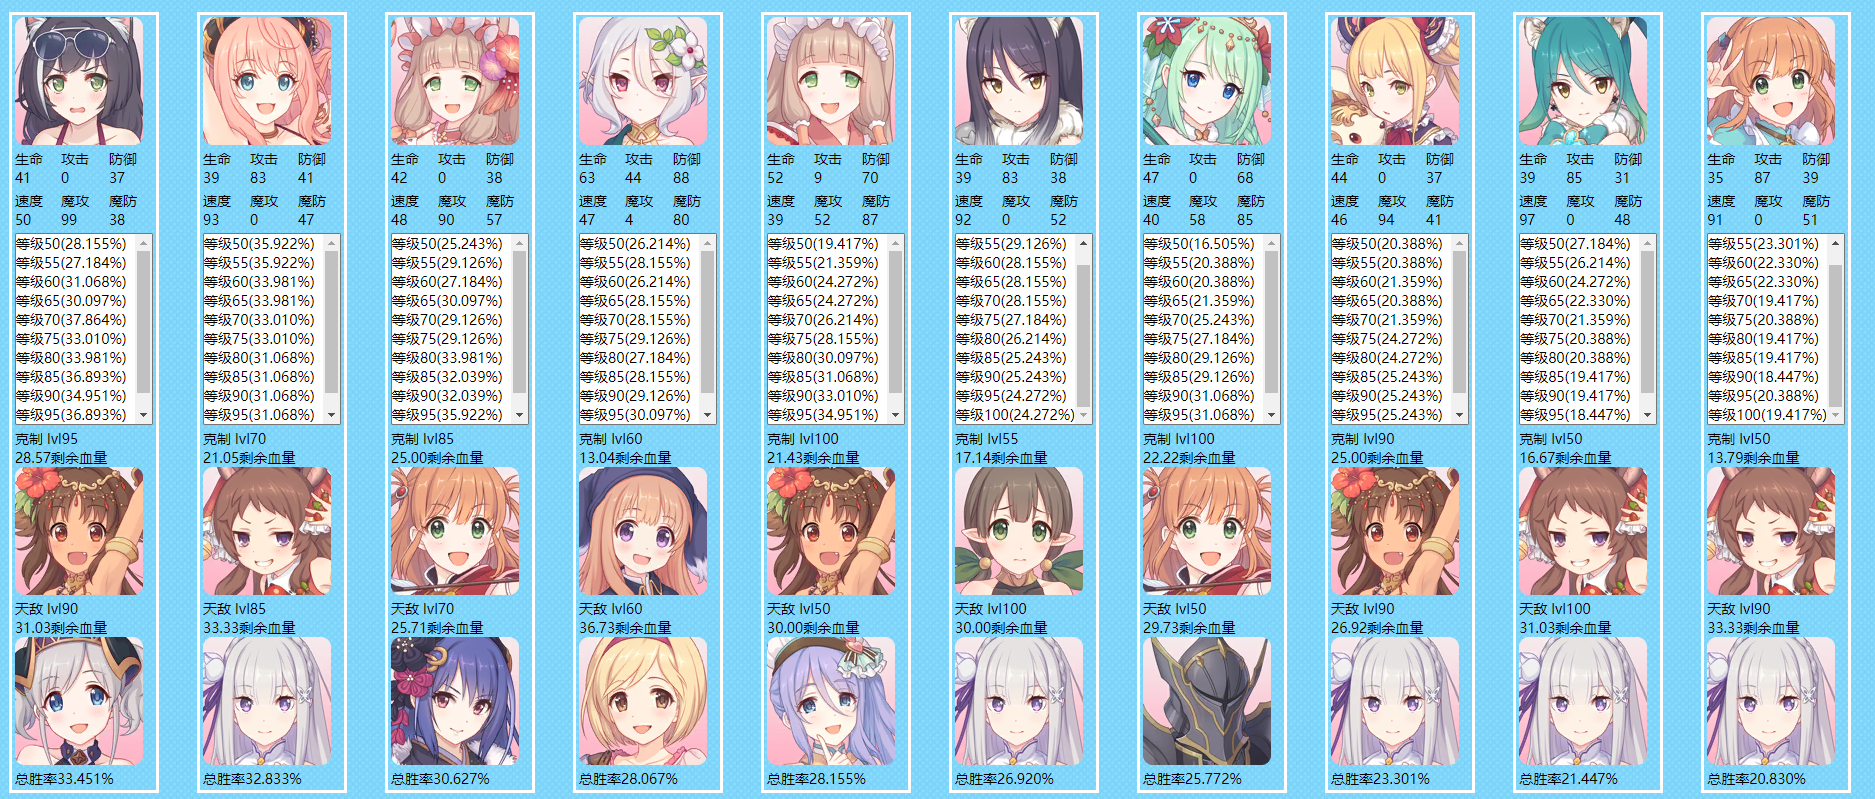 生命 攻击 防御
41 0 37
速度 魔攻 魔防
50 99 38
等级50(28.155%)
等级55(27.184%)
等级60(31.068%)
等级65(30.097%)
等级70(37.864%)
等级75(33.010%)
等级80(33.981%)
等级85(36.893%)
等级90(34.951%)
等级95(36.893%)
克制 lvl95
28.57剩余血量
天敌 lvl90
31.03剩余血量
总胜率33.451%
生命 攻击 防御
39 83 41
速度 魔攻 魔防
93 0 47
等级50(35.922%)
等级55(35.922%)
等级60(33.981%)
等级65(33.981%)
等级70(33.010%)
等级75(33.010%)
等级80(31.068%)
等级85(31.068%)
等级90(31.068%)
等级95(31.068%)
克制 lvl70
21.05剩余血量
天敌 lvl85
33.33剩余血量
总胜率32.833%
生命 攻击 防御
42 0 38
速度 魔攻 魔防
48 90 57
等级50(25.243%)
等级55(29.126%)
等级60(27.184%)
等级65(30.097%)
等级70(29.126%)
等级75(29.126%)
等级80(33.981%)
等级85(32.039%)
等级90(32.039%)
等级95(35.922%)
克制 lvl85
25.00剩余血量
天敌 lvl70
25.71剩余血量
总胜率30.627%
生命 攻击 防御
63 44 88
速度 魔攻 魔防
47 4 80
等级50(26.214%)
等级55(28.155%)
等级60(26.214%)
等级65(28.155%)
等级70(28.155%)
等级75(29.126%)
等级80(27.184%)
等级85(28.155%)
等级90(29.126%)
等级95(30.097%)
克制 lvl60
13.04剩余血量
天敌 lvl60
36.73剩余血量
总胜率28.067%
生命 攻击 防御
52 9 70
速度 魔攻 魔防
39 52 87
等级50(19.417%)
等级55(21.359%)
等级60(24.272%)
等级65(24.272%)
等级70(26.214%)
等级75(28.155%)
等级80(30.097%)
等级85(31.068%)
等级90(33.010%)
等级95(34.951%)
克制 lvl100
21.43剩余血量
天敌 lvl50
30.00剩余血量
总胜率28.155%
生命 攻击 防御
39 83 38
速度 魔攻 魔防
92 0 52
等级55(29.126%)
等级60(28.155%)
等级65(28.155%)
等级70(28.155%)
等级75(27.184%)
等级80(26.214%)
等级85(25.243%)
等级90(25.243%)
等级95(24.272%)
等级100(24.272%)
克制 lvl55
17.14剩余血量
天敌 lvl100
30.00剩余血量
总胜率26.920%
生命 攻击 防御
47 0 68
速度 魔攻 魔防
40 58 85
等级50(16.505%)
等级55(20.388%)
等级60(20.388%)
等级65(21.359%)
等级70(25.243%)
等级75(27.184%)
等级80(29.126%)
等级85(29.126%)
等级90(31.068%)
等级95(31.068%)
克制 lvl100
22.22剩余血量
天敌 lvl50
29.73剩余血量
总胜率25.772%
生命 攻击 防御
44 0 37
速度 魔攻 魔防
46 94 41
等级50(20.388%)
等级55(20.388%)
等级60(21.359%)
等级65(20.388%)
等级70(21.359%)
等级75(24.272%)
等级80(24.272%)
等级85(25.243%)
等级90(25.243%)
等级95(25.243%)
克制 lvl90
25.00剩余血量
天敌 lvl90
26.92剩余血量
总胜率23.301%
生命 攻击 防御
39 85 31
速度 魔攻 魔防
97 0 48
等级50(27.184%)
等级55(26.214%)
等级60(24.272%)
等级65(22.330%)
等级70(21.359%)
等级75(20.388%)
等级80(20.388%)
等级85(19.417%)
等级90(19.417%)
等级95(18.447%)
克制 lvl50
16.67剩余血量
天敌 lvl100
31.03剩余血量
总胜率21.447%
生命 攻击 防御
35 87 39
速度 魔攻 魔防
91 0 51
等级55(23.301%)
等级60(22.330%)
等级65(22.330%)
等级70(19.417%)
等级75(20.388%)
等级80(19.417%)
等级85(19.417%)
等级90(18.447%)
等级95(20.388%)
等级100(19.417%)
克制 lvl50
13.79剩余血量
天敌 lvl90
33.33剩余血量
总胜率20.830%